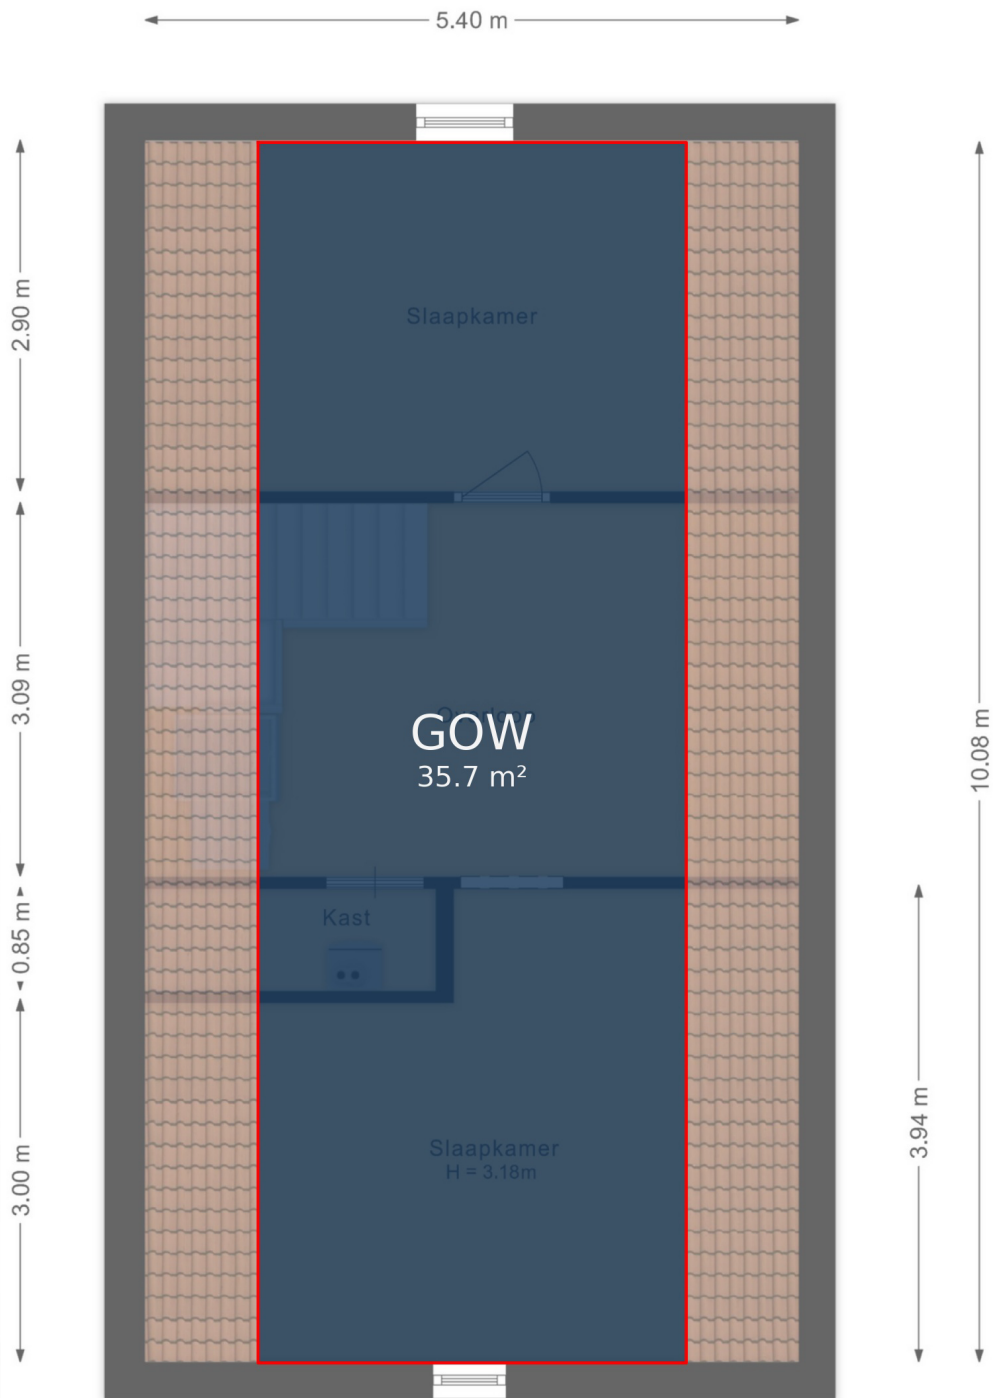 5.40 m
2.90 m
Slaapkamer
3.09 m
Overloop
GOW
35.7 m²
10.08 m
Kast
0.85 m
3.94 m
Slaapkamer
H = 3.18m
3.00 m